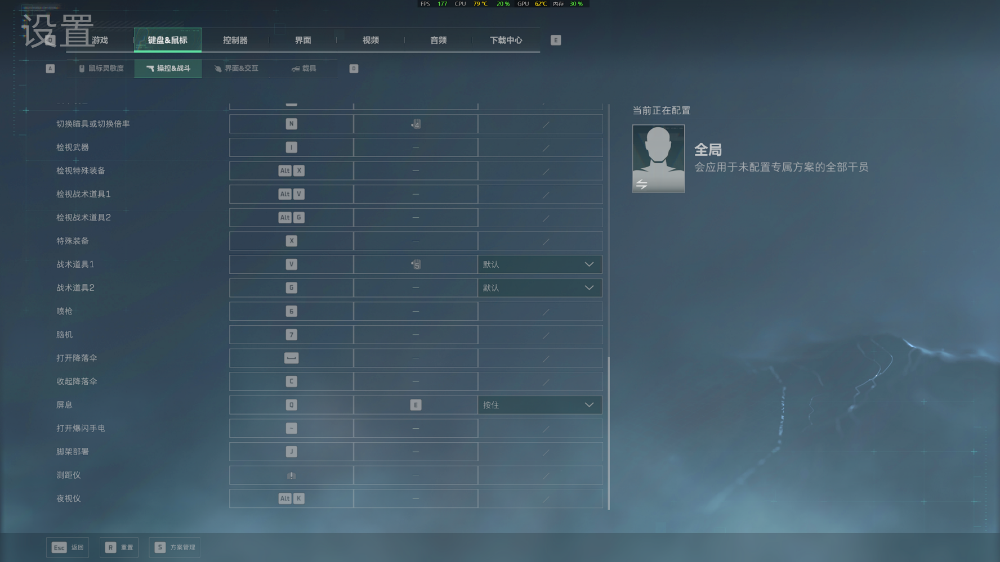 FPS 177 CPU 79 °C 20 % GPU 62°C 内存 30 %
设置
Q 游戏 键盘&鼠标 控制器 界面 视频 音频 下载中心 E
A 鼠标灵敏度 操控&战斗 界面&交互 载具 D
当前正在配置
全局
会应用于未配置专属方案的全部干员
切换瞄具或切换倍率 N 4 /
检视武器 I — /
检视特殊装备 Alt X — /
检视战术道具1 Alt V — /
检视战术道具2 Alt G — /
特殊装备 X — /
战术道具1 V 5 默认
战术道具2 G — 默认
喷枪 6 — /
脑机 7 — /
打开降落伞 — /
收起降落伞 C — /
屏息 Q E 按住
打开爆闪手电 ~ — /
脚架部署 J — /
测距仪 — /
夜视仪 Alt K — /
Esc 返回 R 重置 S 方案管理